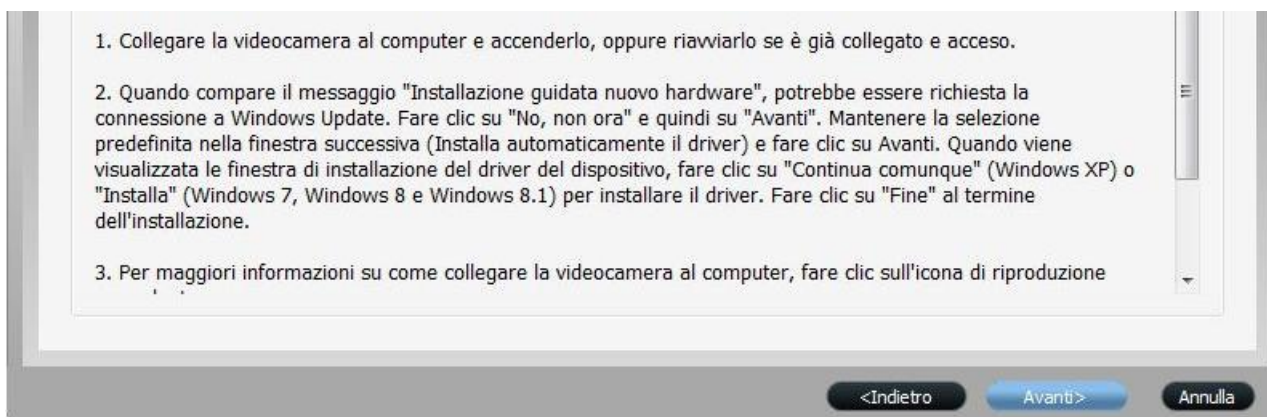 1. Collegare la videocamera al computer e accenderlo, oppure riavviarlo se è già collegato e acceso.
2. Quando compare il messaggio "Installazione guidata nuovo hardware", potrebbe essere richiesta la
connessione a Windows Update. Fare clic su "No, non ora" e quindi su "Avanti". Mantenere la selezione
predefinita nella finestra successiva (Installa automaticamente il driver) e fare clic su Avanti. Quando viene
visualizzata le finestra di installazione del driver del dispositivo, fare clic su "Continua comunque" (Windows XP) o
"Installa" (Windows 7, Windows 8 e Windows 8.1) per installare il driver. Fare clic su "Fine" al termine
dell'installazione.
3. Per maggiori informazioni su come collegare la videocamera al computer, fare clic sull'icona di riproduzione
<Indietro
Avanti>
Annulla